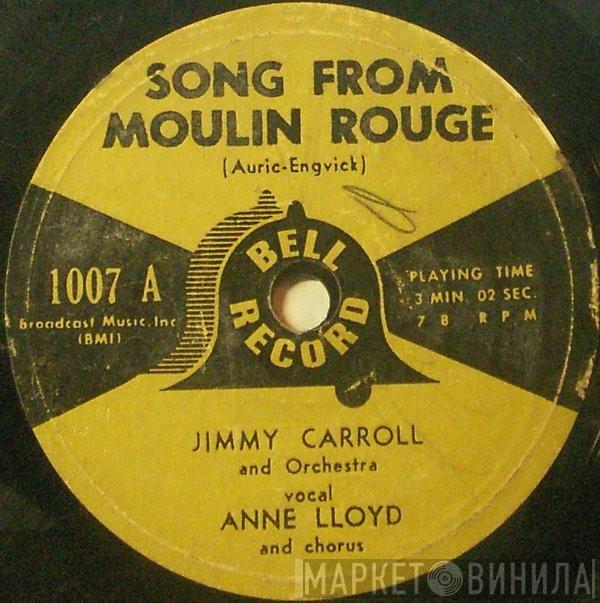 SONG FROM
MOULIN ROUGE
(Auric-Engvick)
BELL
RECORD
1007 A
Broadcast Music, Inc
(BMI)
PLAYING TIME
3 MIN. 02 SEC.
78 RPM
JIMMY CARROLL
and Orchestra
vocal
ANNE LLOYD
and chorus
МАРКЕТ ВИНИЛА